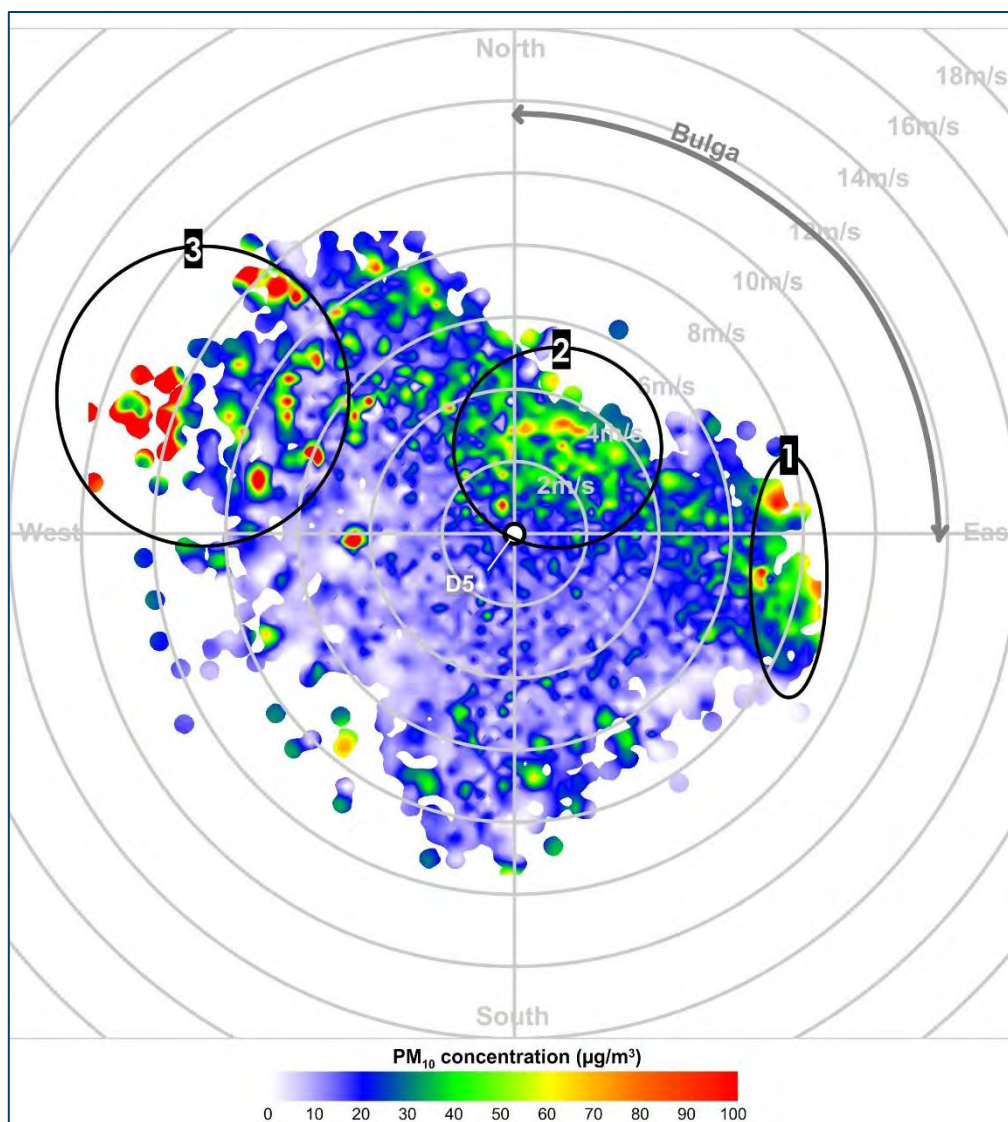 North
18m/s
16m/s
Bulga
14m/s
12m/s
3
10m/s
8m/s
2
6m/s
4m/s
1
2m/s
West
East
D5
South
PM₁₀ concentration (µg/m³)
0 10 20 30 40 50 60 70 80 90 100